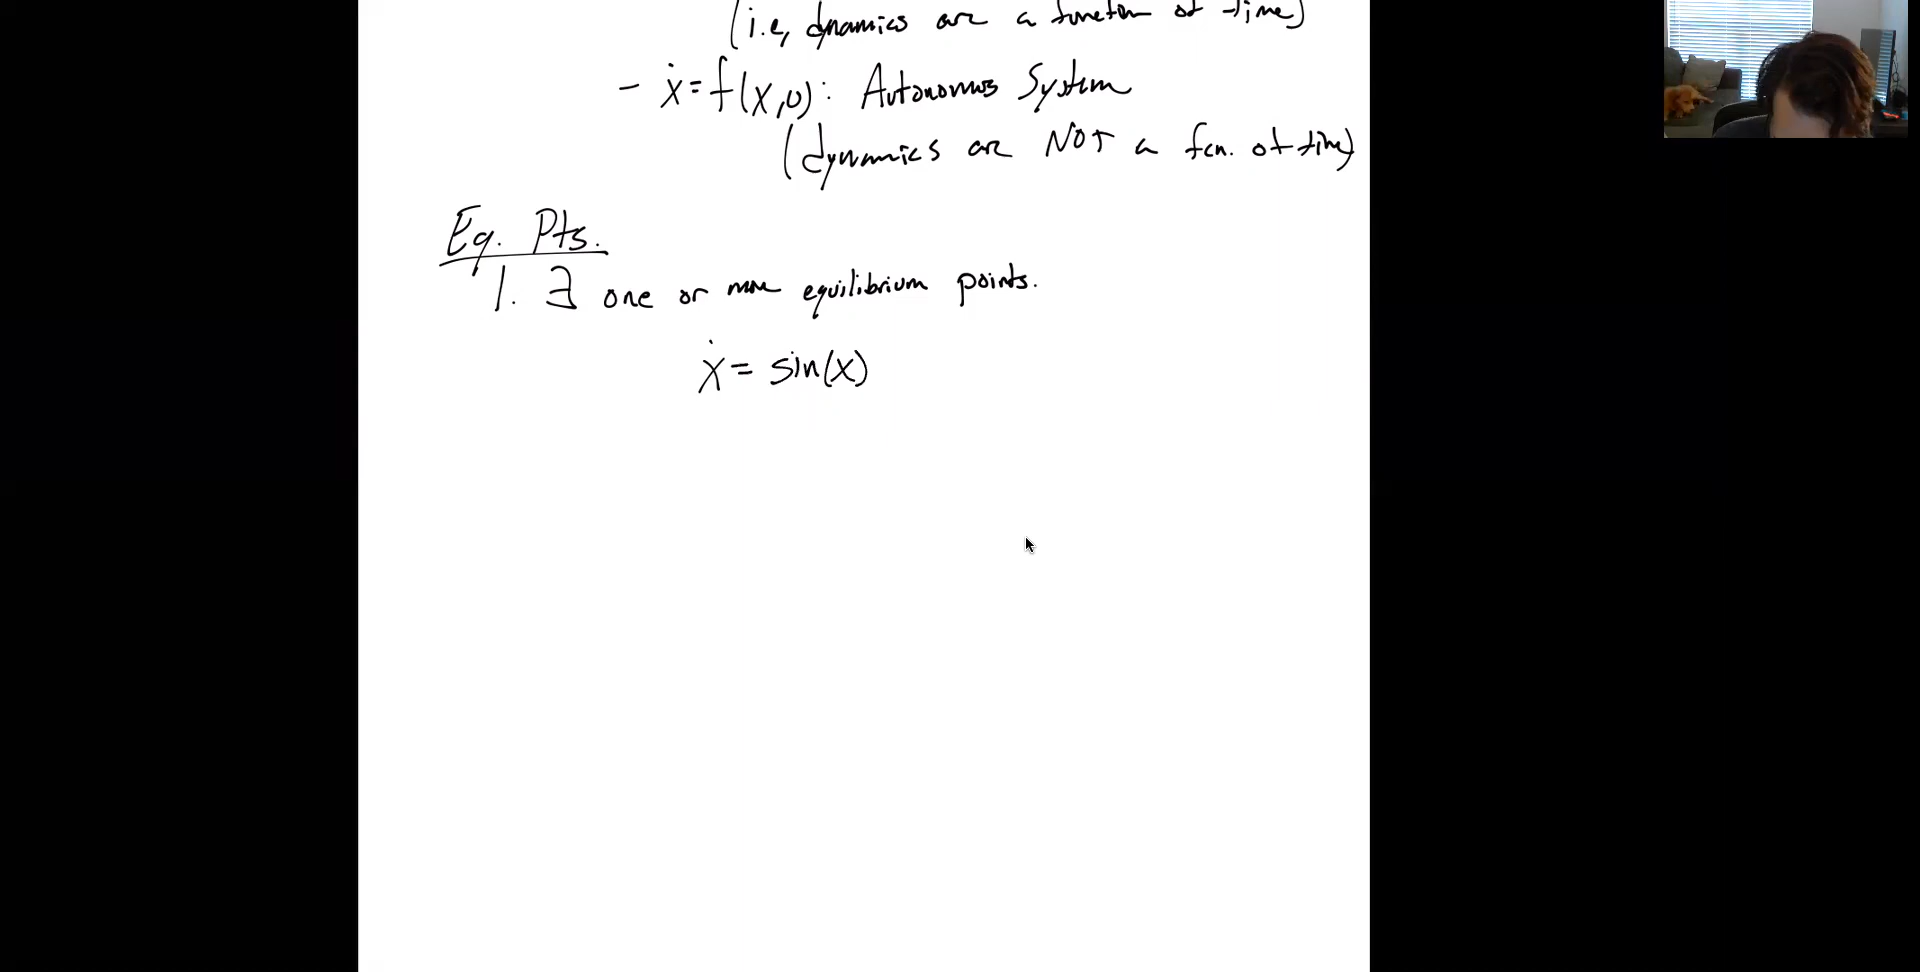 (i.e, dynamics are a function of time)
- ẋ = f(x,u): Autonomous System
(dynamics are NOT a fcn. of time)
Eq. Pts.
1. ∃ one or more equilibrium points.
ẋ = sin(x)